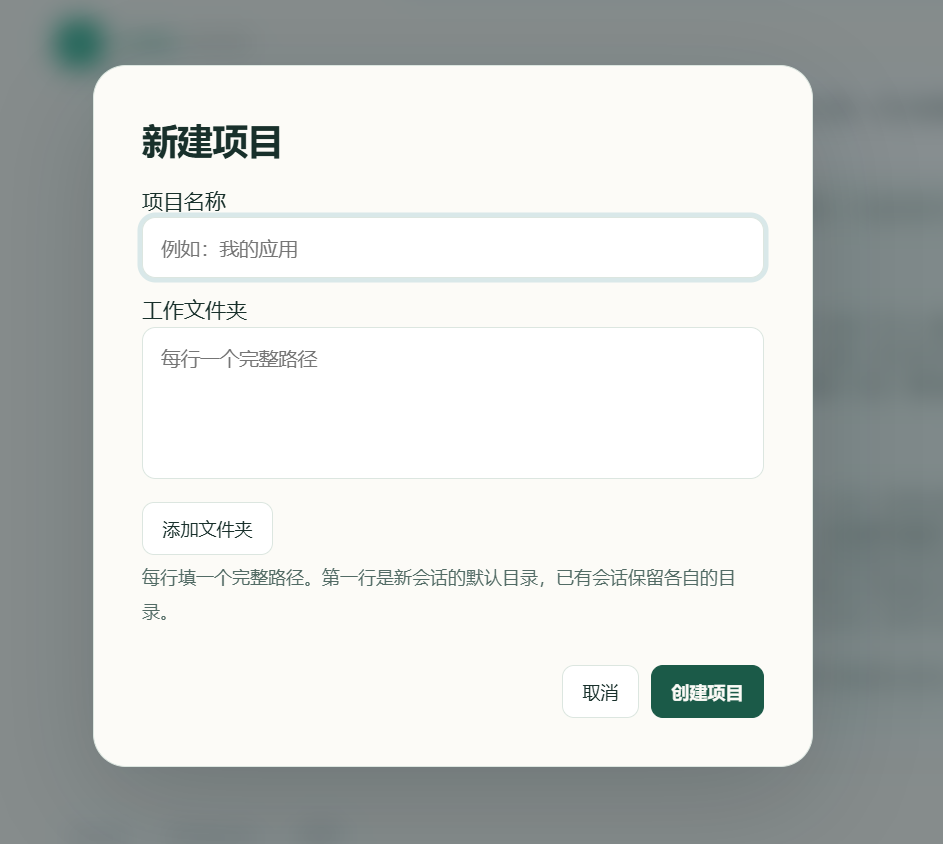 新建项目
项目名称
例如：我的应用
工作文件夹
每行一个完整路径
添加文件夹
每行填一个完整路径。第一行是新会话的默认目录，已有会话保留各自的目
录。
取消
创建项目